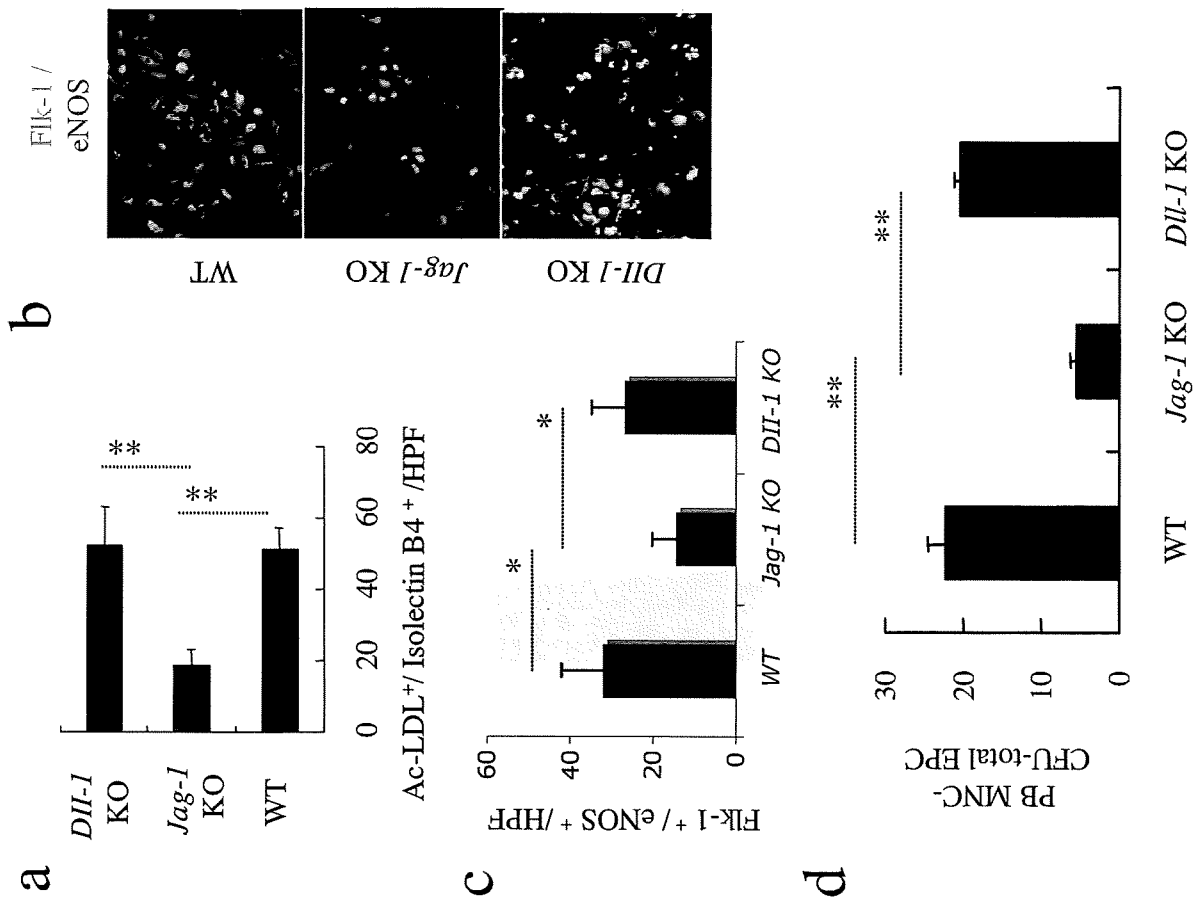 a
Dll-1
KO
Jag-1
KO
WT
0 20 40 60 80
Ac-LDL+/ Isolectin B4 +/HPF
**
**
b
Flk-1 /
eNOS
WT
Jag-1 KO
Dll-1 KO
c
Flk-1 +/ eNOS +/HPF
60
40
20
0
*
*
WT Jag-1 KO Dll-1 KO
d
PB MNC-
CFU-total EPC
30
20
10
0
**
**
WT Jag-1 KO Dll-1 KO